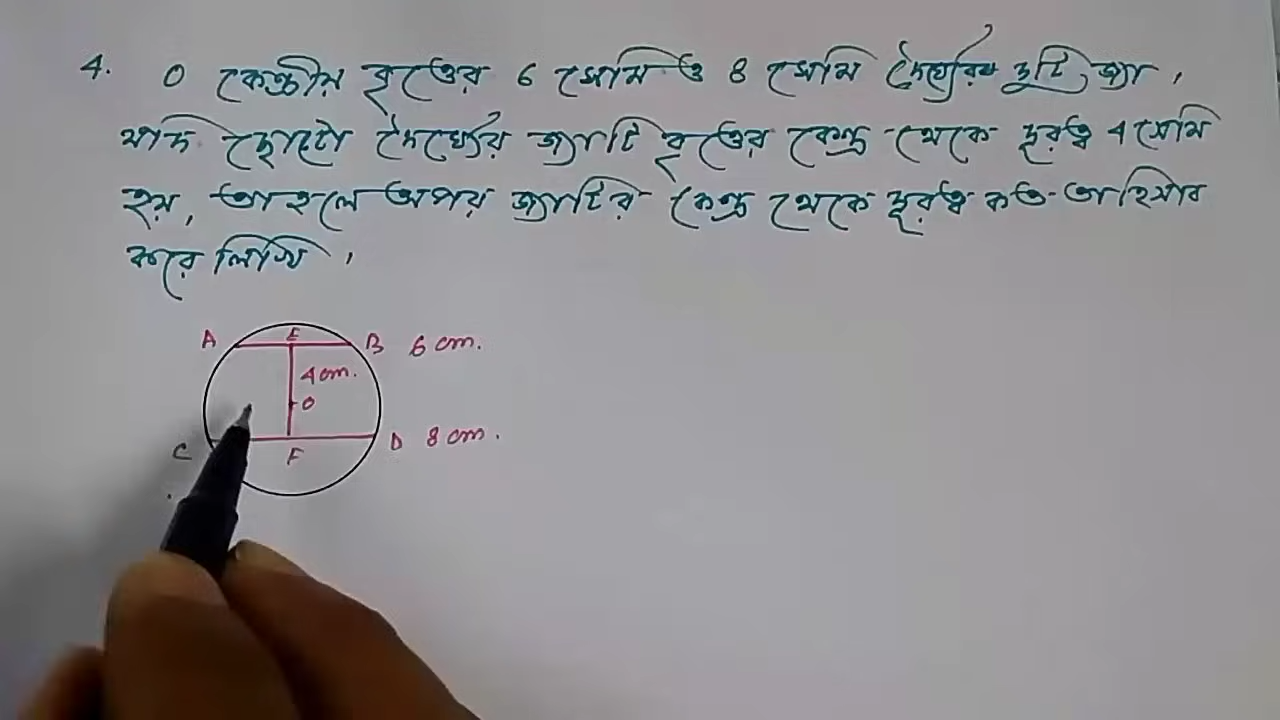 4. O কেন্দ্রীয় বৃত্তের 6 সেমি ও 8 সেমি দৈর্ঘ্যের দুটি জ্যা।
যদি ছোটো দৈর্ঘ্যের জ্যাটি বৃত্তের কেন্দ্র থেকে দূরত্ব 4 সেমি
হয়, তাহলে অপর জ্যাটির কেন্দ্র থেকে দূরত্ব কত তা হিসাব
করে লিখি।
A E B 6 cm.
4 cm.
O
C F D 8 cm.